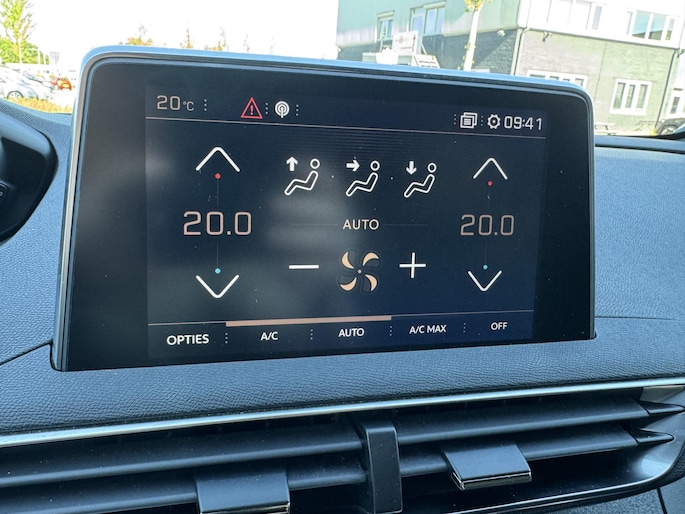 20°C 09:41
20.0 20.0
AUTO
OPTIES A/C AUTO A/C MAX OFF